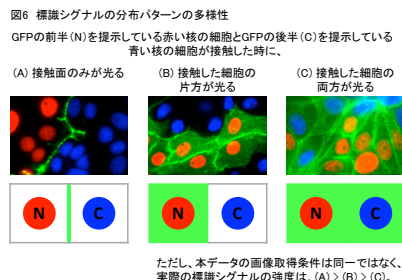 図6 標識シグナルの分布パターンの多様性
GFPの前半(N)を提示している赤い核の細胞とGFPの後半(C)を提示している
青い核の細胞が接触した時に、
(A) 接触面のみが光る
(B) 接触した細胞の
片方が光る
(C) 接触した細胞の
両方が光る
N C N C N C
ただし、本データの画像取得条件は同一ではなく、
実際の標識シグナルの強度は、(A)>(B)>(C)。